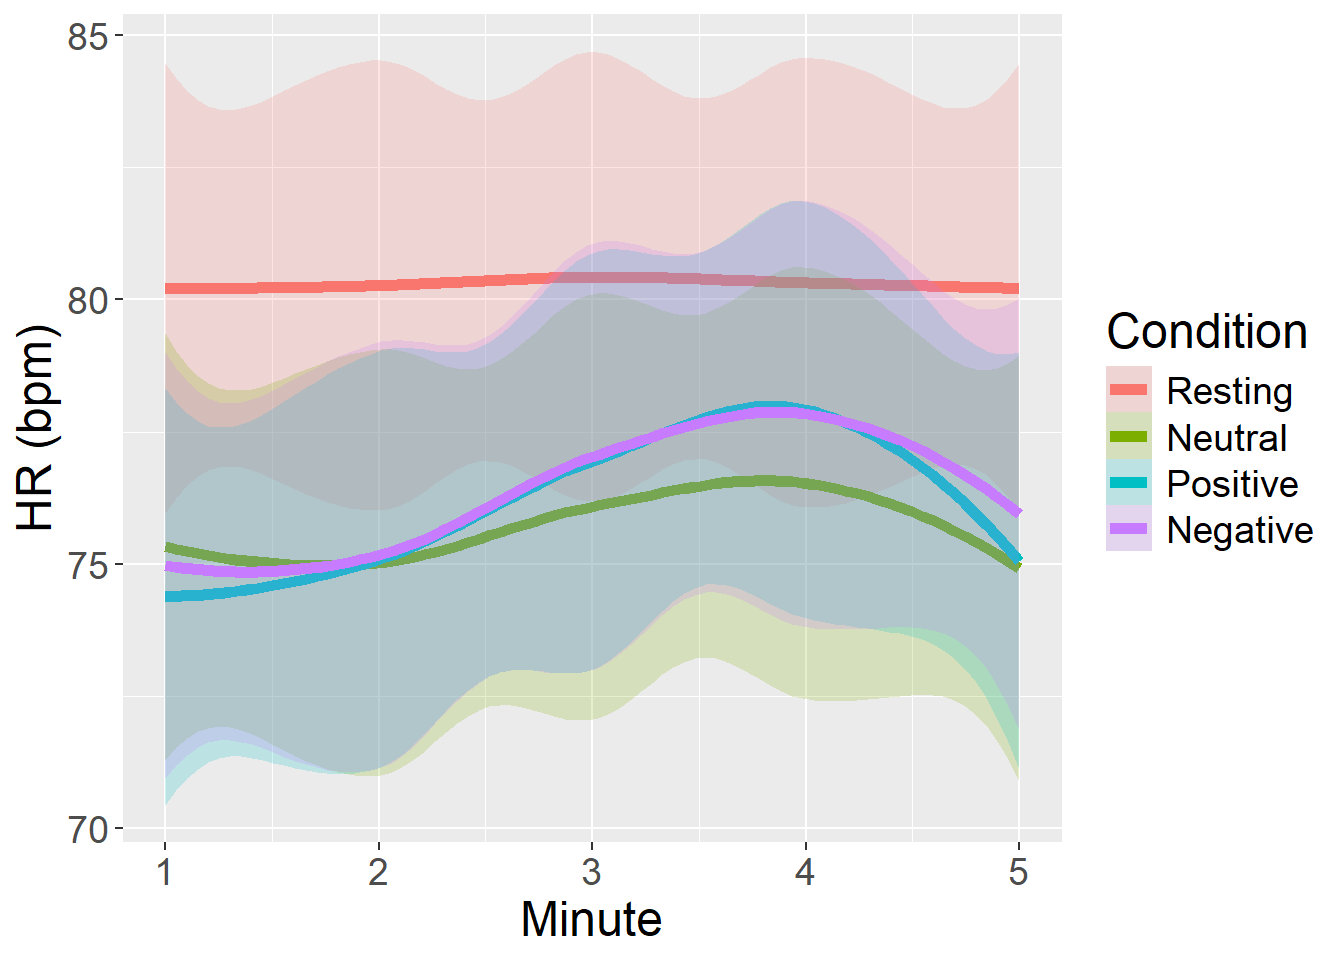 HR (bpm)
85
80
75
70
1 2 3 4 5
Minute
Condition
Resting
Neutral
Positive
Negative